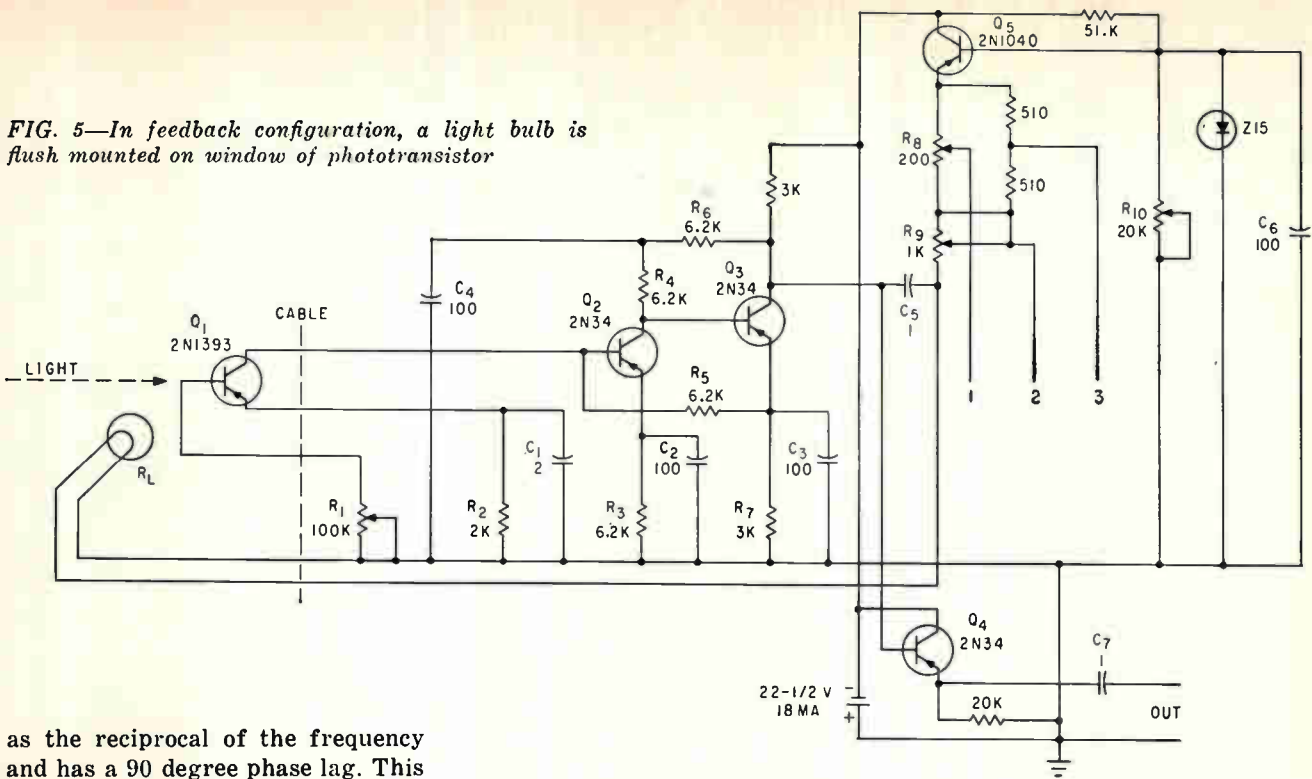 FIG. 5—In feedback configuration, a light bulb is
flush mounted on window of phototransistor
Q5
2N1040
51.K
510
R8
200
510
R9
1K
Z15
R10
20K
C6
100
3K
R6
6.2K
R4
6.2K
Q3
2N34
Q2
2N34
C4
100
CABLE
Q1
2N1393
LIGHT
C5
1
1
2
3
R5
6.2K
RL
R1
100K
R2
2K
C1
2
C2
100
R3
6.2K
C3
100
R7
3K
Q4
2N34
C7
1
22-1/2 V
18 MA
-
+
20K
OUT
as the reciprocal of the frequency
and has a 90 degree phase lag. This